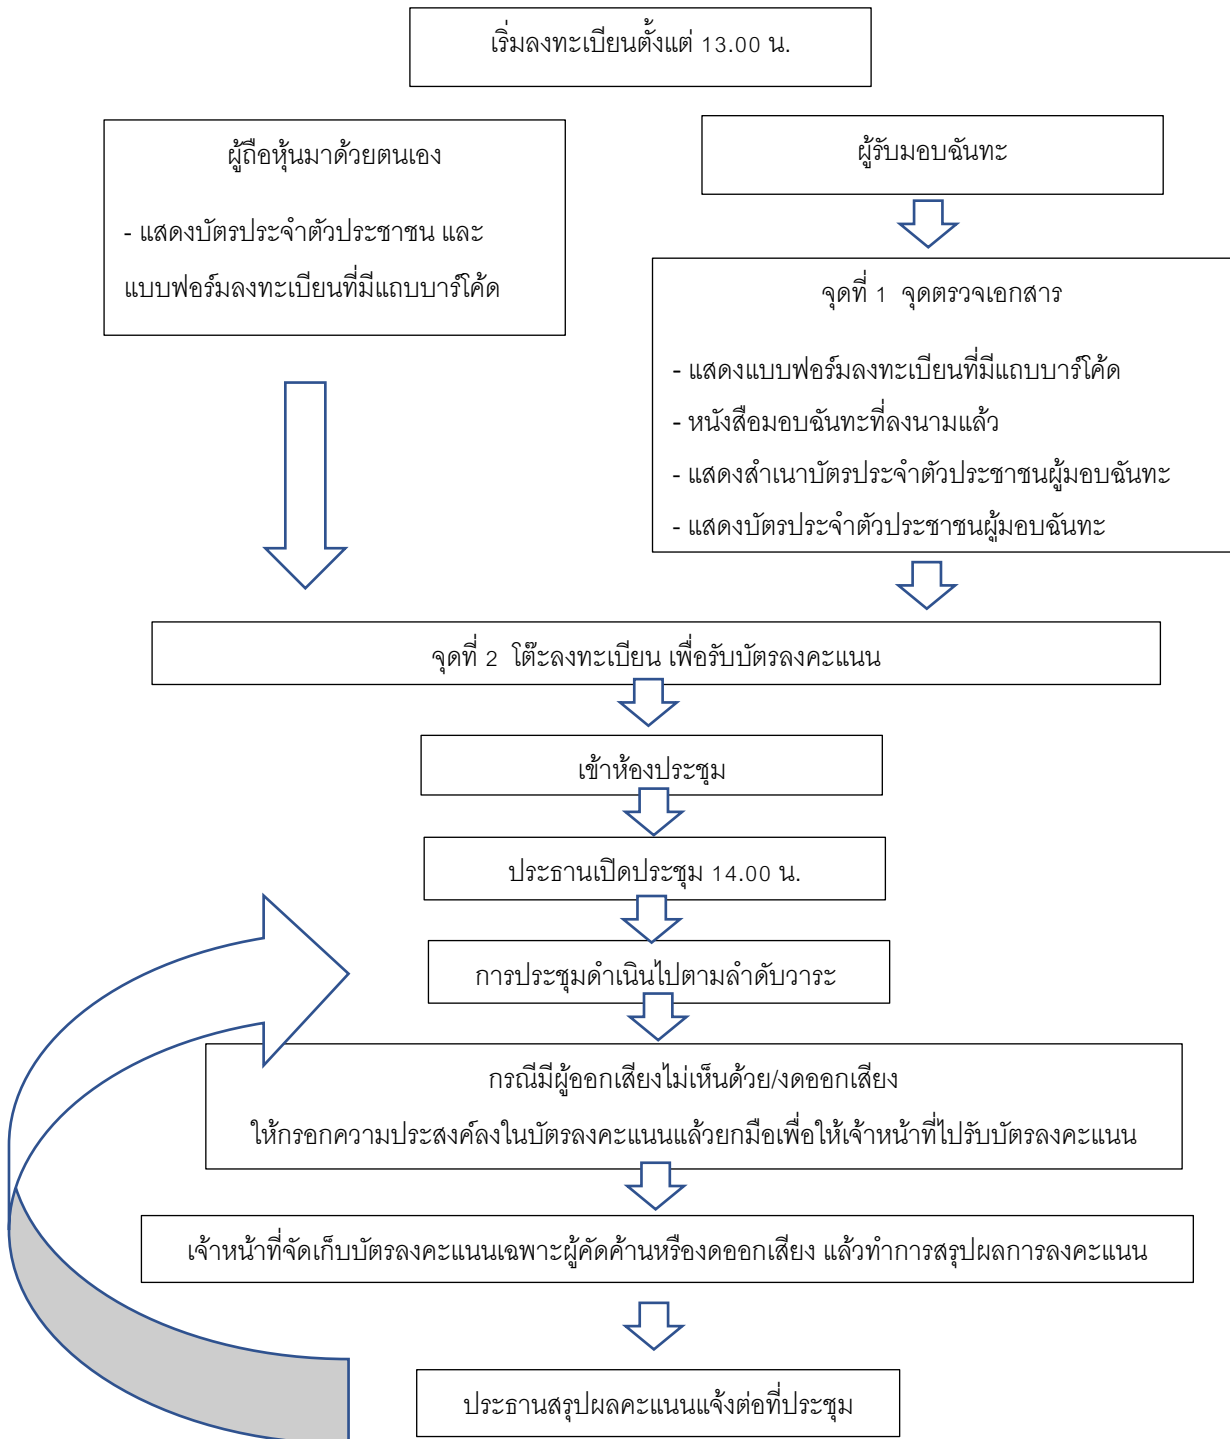 เริ่มลงทะเบียนตั้งแต่ 13.00 น.
ผู้ถือหุ้นมาด้วยตนเอง
- แสดงบัตรประจำตัวประชาชน และ
แบบฟอร์มลงทะเบียนที่มีแถบบาร์โค้ด
ผู้รับมอบฉันทะ
จุดที่ 1 จุดตรวจเอกสาร
- แสดงแบบฟอร์มลงทะเบียนที่มีแถบบาร์โค้ด
- หนังสือมอบฉันทะที่ลงนามแล้ว
- แสดงสำเนาบัตรประจำตัวประชาชนผู้มอบฉันทะ
- แสดงบัตรประจำตัวประชาชนผู้มอบฉันทะ
จุดที่ 2 โต๊ะลงทะเบียน เพื่อรับบัตรลงคะแนน
เข้าห้องประชุม
ประธานเปิดประชุม 14.00 น.
การประชุมดำเนินไปตามลำดับวาระ
กรณีมีผู้ออกเสียงไม่เห็นด้วย/งดออกเสียง
ให้กรอกความประสงค์ลงในบัตรลงคะแนนแล้วยกมือเพื่อให้เจ้าหน้าที่ไปรับบัตรลงคะแนน
เจ้าหน้าที่จัดเก็บบัตรลงคะแนนเฉพาะผู้คัดค้านหรืองดออกเสียง แล้วทำการสรุปผลการลงคะแนน
ประธานสรุปผลคะแนนแจ้งต่อที่ประชุม